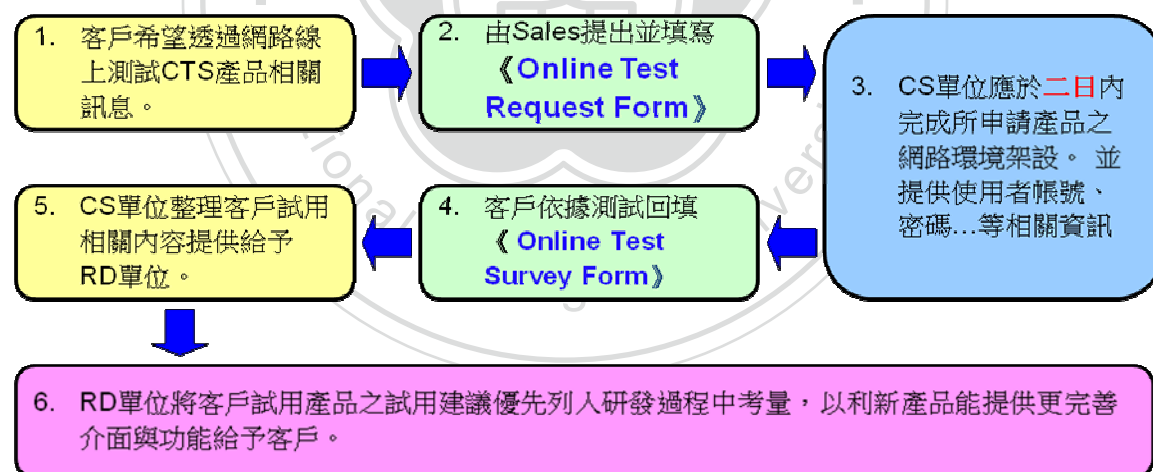 1. 客戶希望透過網路線
上測試CTS產品相關
訊息。
2. 由Sales提出並填寫
《Online Test
Request Form》
3. CS單位應於二日內
完成所申請產品之
網路環境架設。 並
提供使用者帳號、
密碼...等相關資訊
4. 客戶依據測試回填
《 Online Test
Survey Form》
5. CS單位整理客戶試用
相關內容提供給予
RD單位。
6. RD單位將客戶試用產品之試用建議優先列入研發過程中考量，以利新產品能提供更完善
介面與功能給予客戶。